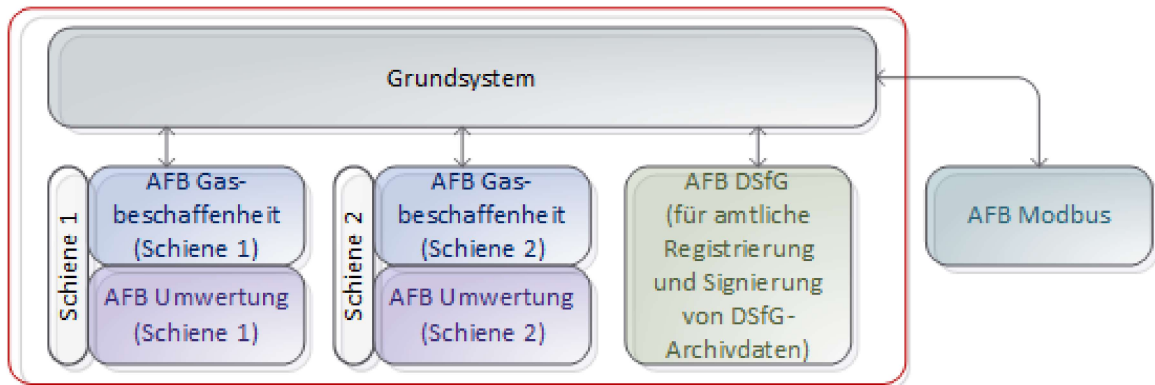 Grundsystem
Schiene 1
AFB Gas-
beschaffenheit
(Schiene 1)
AFB Umwertung
(Schiene 1)
Schiene 2
AFB Gas-
beschaffenheit
(Schiene 2)
AFB Umwertung
(Schiene 2)
AFB DSfG
(für amtliche
Registrierung
und Signierung
von DSfG-
Archivdaten)
AFB Modbus